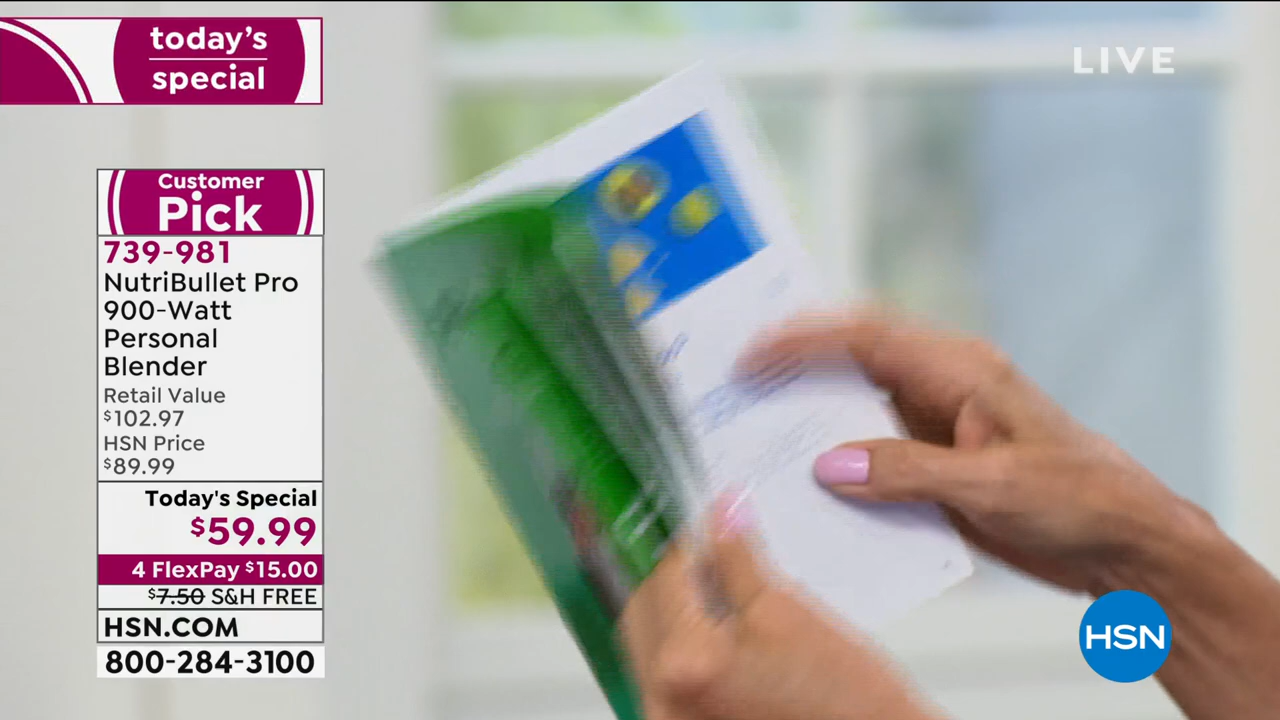 today's
special
LIVE
Customer
Pick
739-981
NutriBullet Pro
900-Watt
Personal
Blender
Retail Value
$102.97
HSN Price
$89.99
Today's Special
$59.99
4 FlexPay $15.00
$7.50 S&H FREE
HSN.COM
800-284-3100
HSN